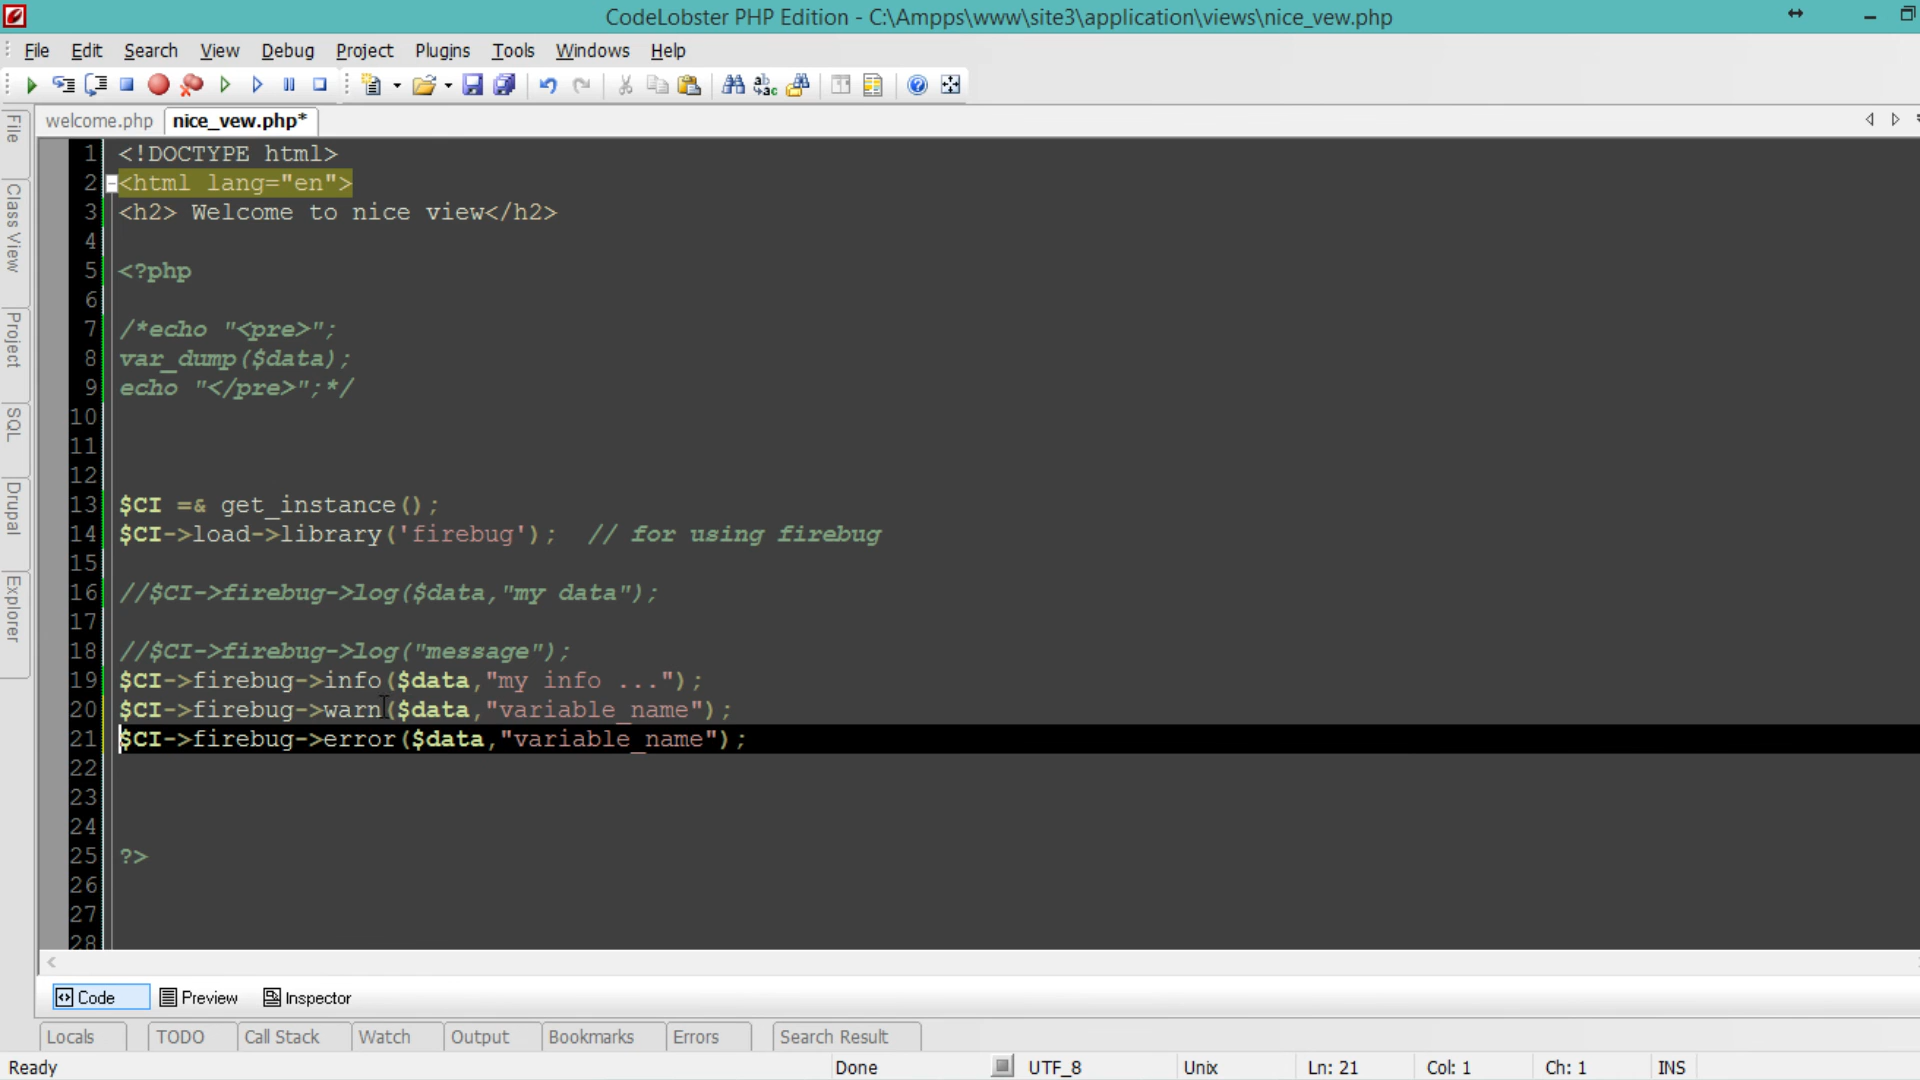 CodeLobster PHP Edition - C:\Ampps\www\site3\application\views\nice_vew.php
File Edit Search View Debug Project Plugins Tools Windows Help
welcome.php nice_vew.php*
File
Class View
Project
SQL
Drupal
Explorer
1 <!DOCTYPE html>
2 <html lang="en">
3 <h2> Welcome to nice view</h2>
4
5 <?php
6
7 /*echo "<pre>";
8 var_dump($data);
9 echo "</pre>";*/
10
11
12
13 $CI =& get_instance();
14 $CI->load->library('firebug');  // for using firebug
15
16 //$CI->firebug->log($data,"my data");
17
18 //$CI->firebug->log("message");
19 $CI->firebug->info($data,"my info ...");
20 $CI->firebug->warn($data,"variable_name");
21 $CI->firebug->error($data,"variable_name");
22
23
24
25 ?>
26
27
28
Code Preview Inspector
Locals TODO Call Stack Watch Output Bookmarks Errors Search Result
Ready Done UTF_8 Unix Ln: 21 Col: 1 Ch: 1 INS